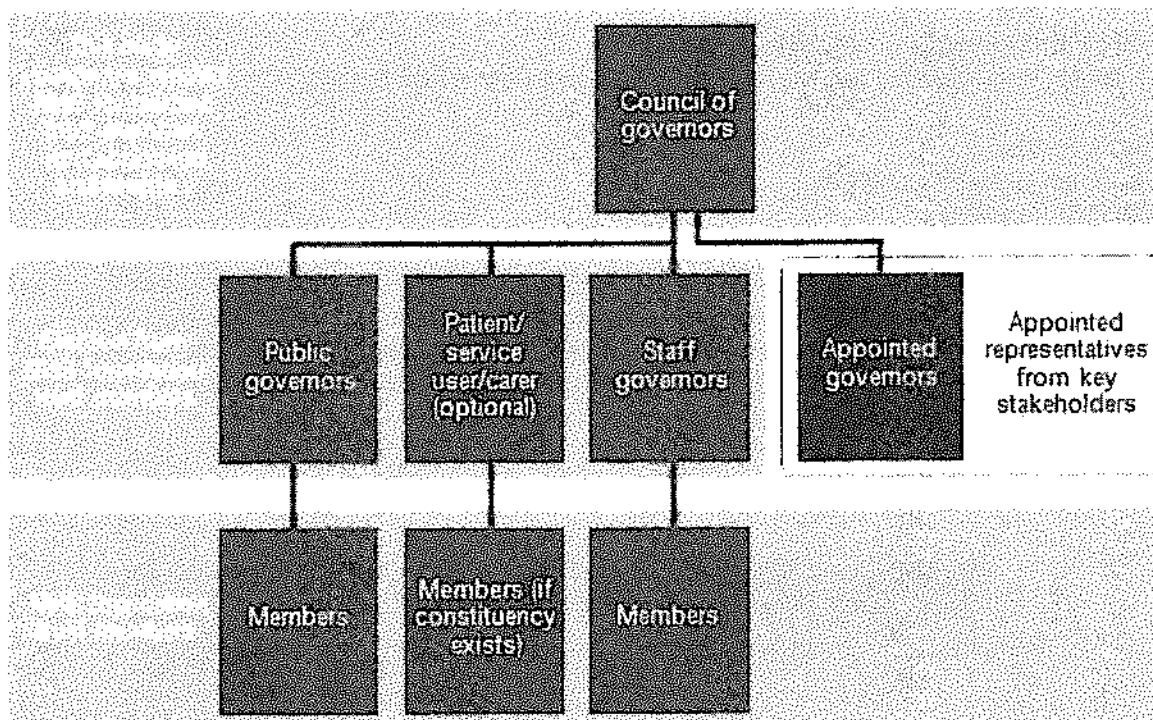 Council of
governors
Public
governors
Patient/
service
user/carer
(optional)
Staff
governors
Appointed
governors
Appointed
representatives
from key
stakeholders
Members
Members (if
constituency
exists)
Members